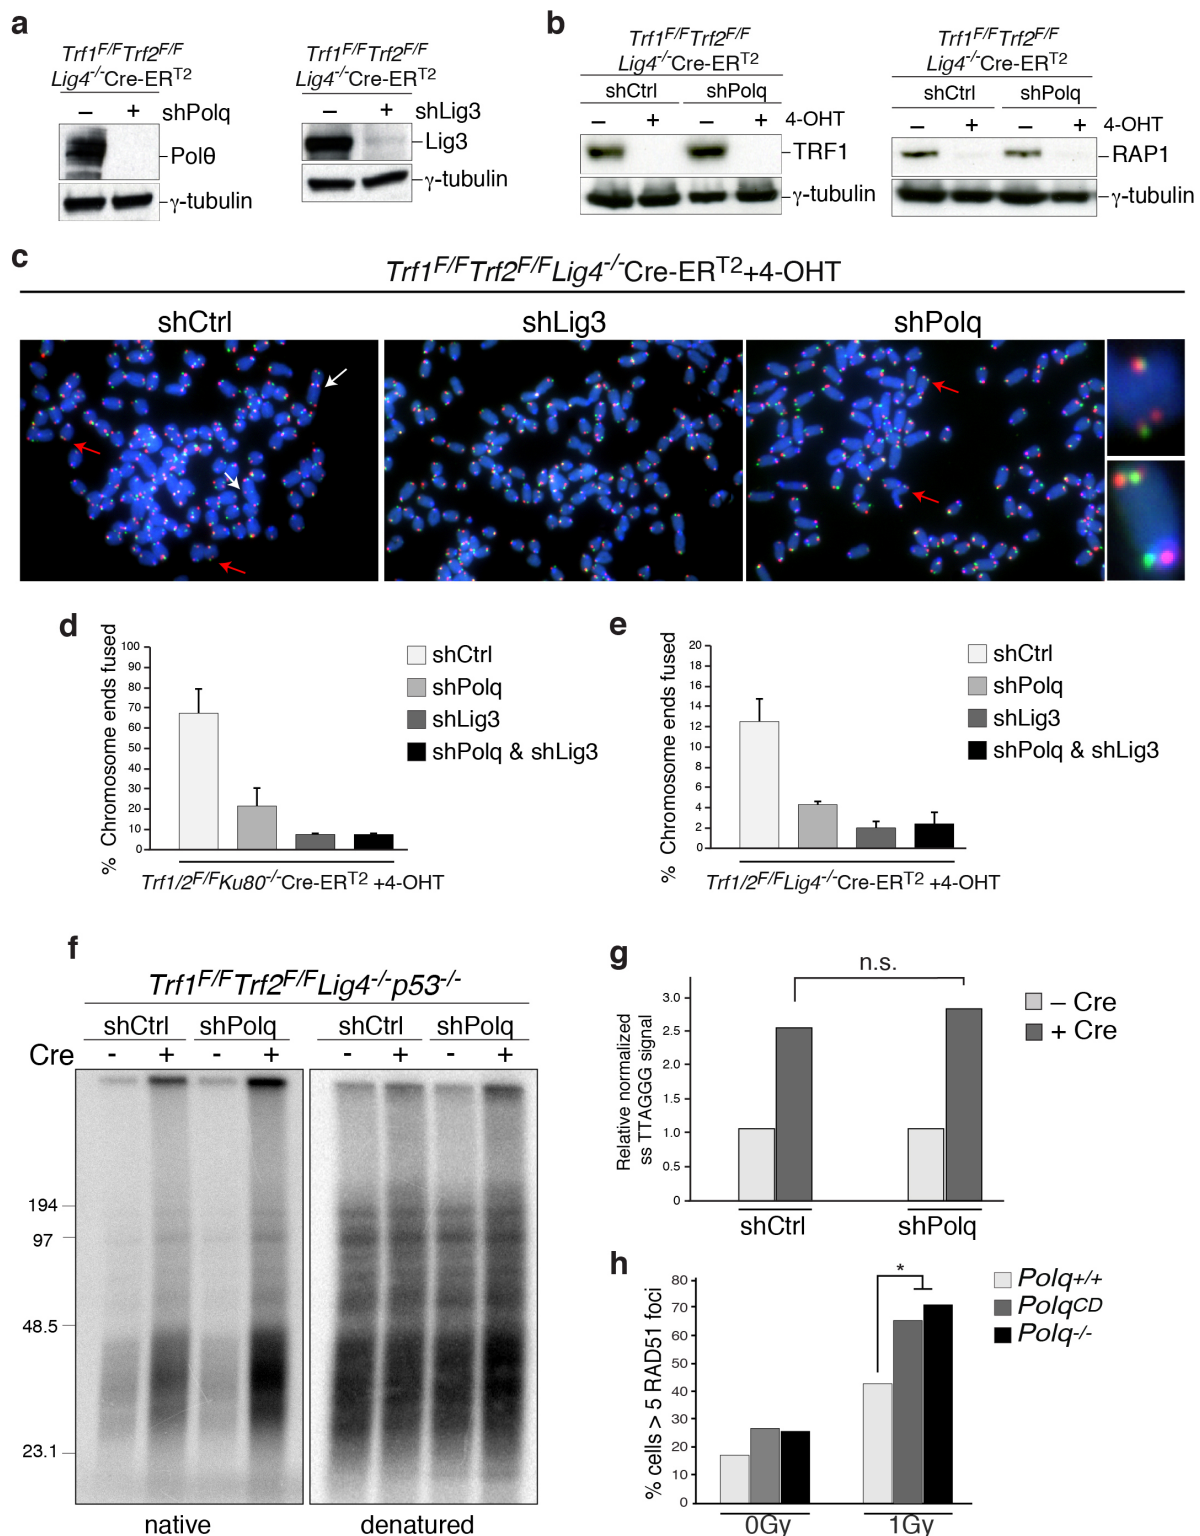 a
Trf1F/FTrf2F/F
Lig4-/-Cre-ERT2
– + shPolq
Polθ
γ-tubulin
Trf1F/FTrf2F/F
Lig4-/-Cre-ERT2
– + shLig3
Lig3
γ-tubulin
b
Trf1F/FTrf2F/F
Lig4-/-Cre-ERT2
shCtrl shPolq
– + – + 4-OHT
TRF1
γ-tubulin
Trf1F/FTrf2F/F
Lig4-/-Cre-ERT2
shCtrl shPolq
– + – + 4-OHT
RAP1
γ-tubulin
c
Trf1F/FTrf2F/FLig4-/-Cre-ERT2+4-OHT
shCtrl shLig3 shPolq
d
% Chromosome ends fused
100
90
80
70
60
50
40
30
20
10
0
shCtrl
shPolq
shLig3
shPolq & shLig3
Trf1/2F/FKu80-/-Cre-ERT2 +4-OHT
e
% Chromosome ends fused
20
18
16
14
12
10
8
6
4
2
0
shCtrl
shPolq
shLig3
shPolq & shLig3
Trf1/2F/FLig4-/-Cre-ERT2 +4-OHT
f
Trf1F/FTrf2F/FLig4-/-p53-/-
shCtrl shPolq shCtrl shPolq
Cre - + - + - + - +
194
97
48.5
23.1
native denatured
g
n.s.
Relative normalized
ss TTAGGG signal
3.0
2.5
2.0
1.5
1.0
0.5
0
– Cre
+ Cre
shCtrl shPolq
h
% cells > 5 RAD51 foci
80
70
60
50
40
30
20
10
0
*
Polq+/+
PolqCD
Polq-/-
0Gy 1Gy